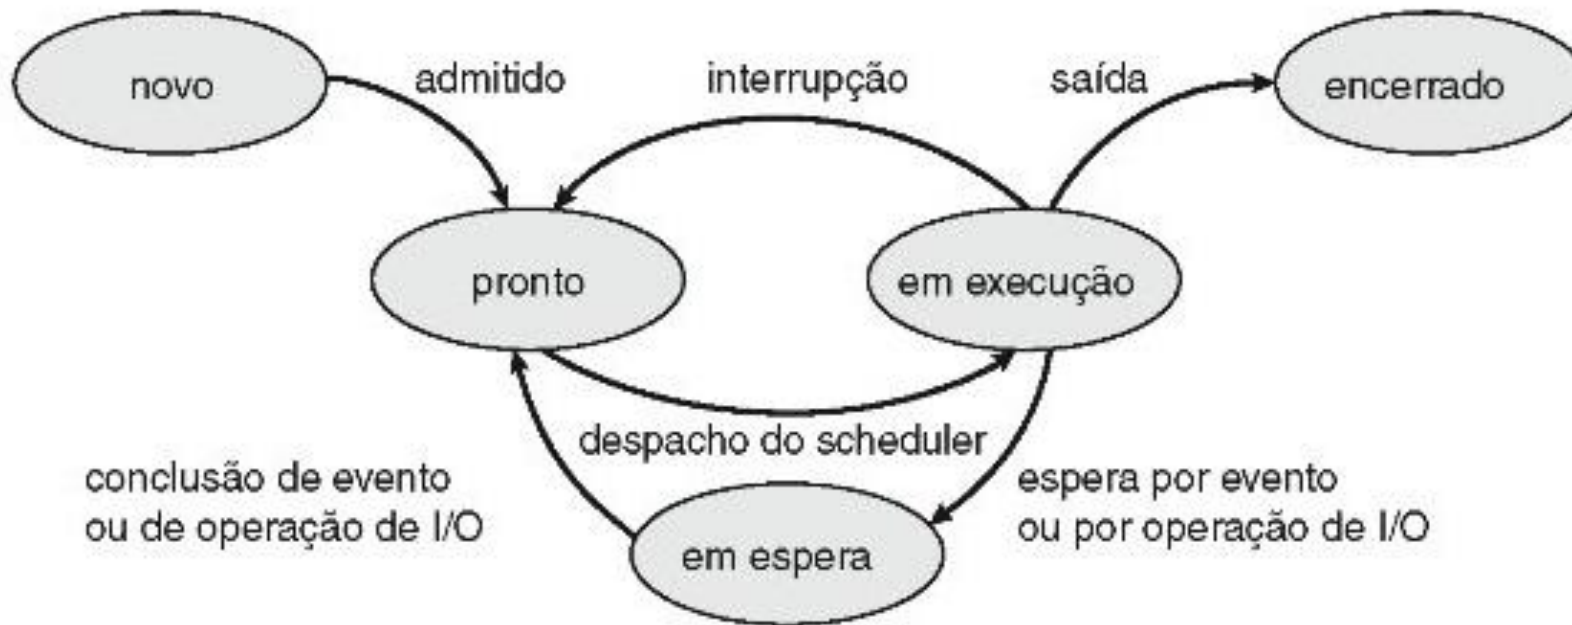 novo
admitido
interrupção
saída
encerrado
pronto
em execução
despacho do scheduler
conclusão de evento
ou de operação de I/O
espera por evento
ou por operação de I/O
em espera